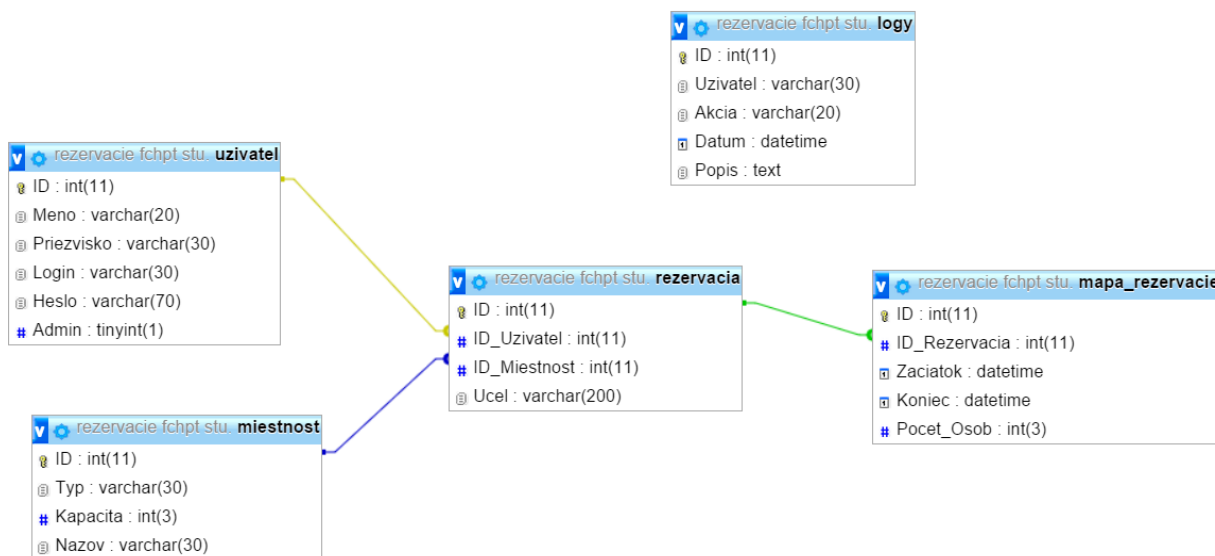 rezervacie fchpt stu. logy
ID : int(11)
Uzivatel : varchar(30)
Akcia : varchar(20)
Datum : datetime
Popis : text
rezervacie fchpt stu. uzivatel
ID : int(11)
Meno : varchar(20)
Priezvisko : varchar(30)
Login : varchar(30)
Heslo : varchar(70)
Admin : tinyint(1)
rezervacie fchpt stu. rezervacia
ID : int(11)
ID_Uzivatel : int(11)
ID_Miestnost : int(11)
Ucel : varchar(200)
rezervacie fchpt stu. mapa_rezervacie
ID : int(11)
ID_Rezervacia : int(11)
Zaciatok : datetime
Koniec : datetime
Pocet_Osob : int(3)
rezervacie fchpt stu. miestnost
ID : int(11)
Typ : varchar(30)
Kapacita : int(3)
Nazov : varchar(30)